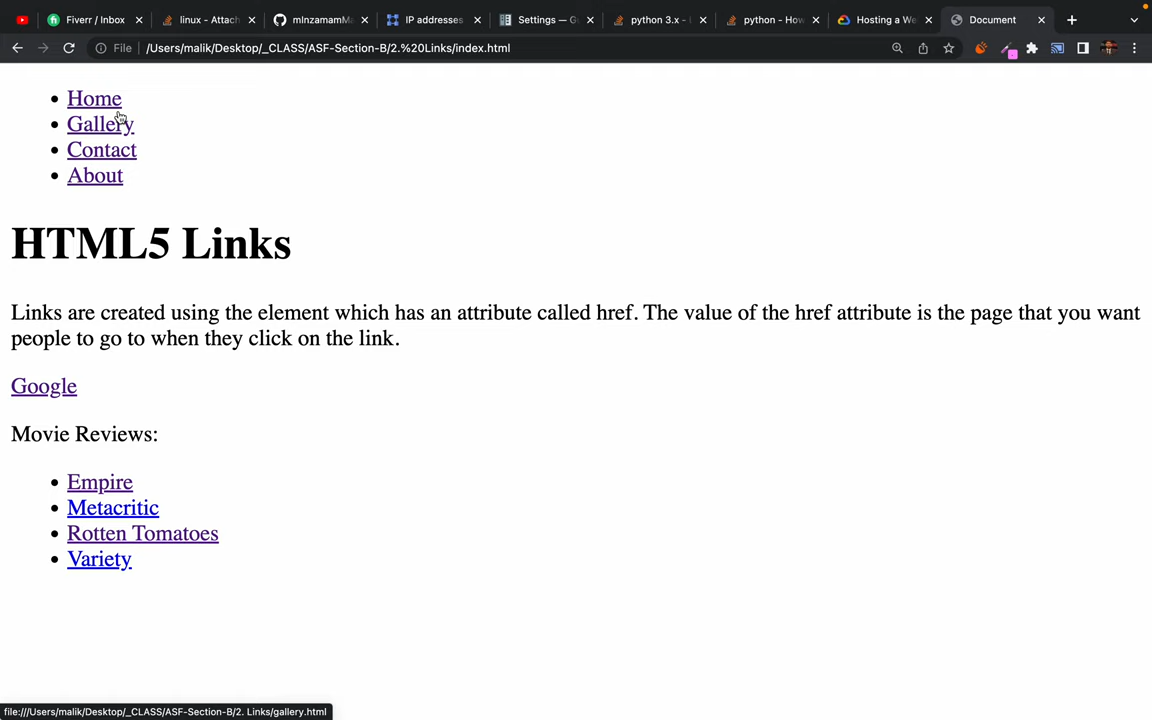 Fiverr / Inbox
linux - Attach
mInzamamMa
IP addresses
Settings — G
python 3.x -
python - How
Hosting a We
Document
File
/Users/malik/Desktop/_CLASS/ASF-Section-B/2.%20Links/index.html
Home
Gallery
Contact
About
HTML5 Links
Links are created using the element which has an attribute called href. The value of the href attribute is the page that you want
people to go to when they click on the link.
Google
Movie Reviews:
Empire
Metacritic
Rotten Tomatoes
Variety
file:///Users/malik/Desktop/_CLASS/ASF-Section-B/2. Links/gallery.html